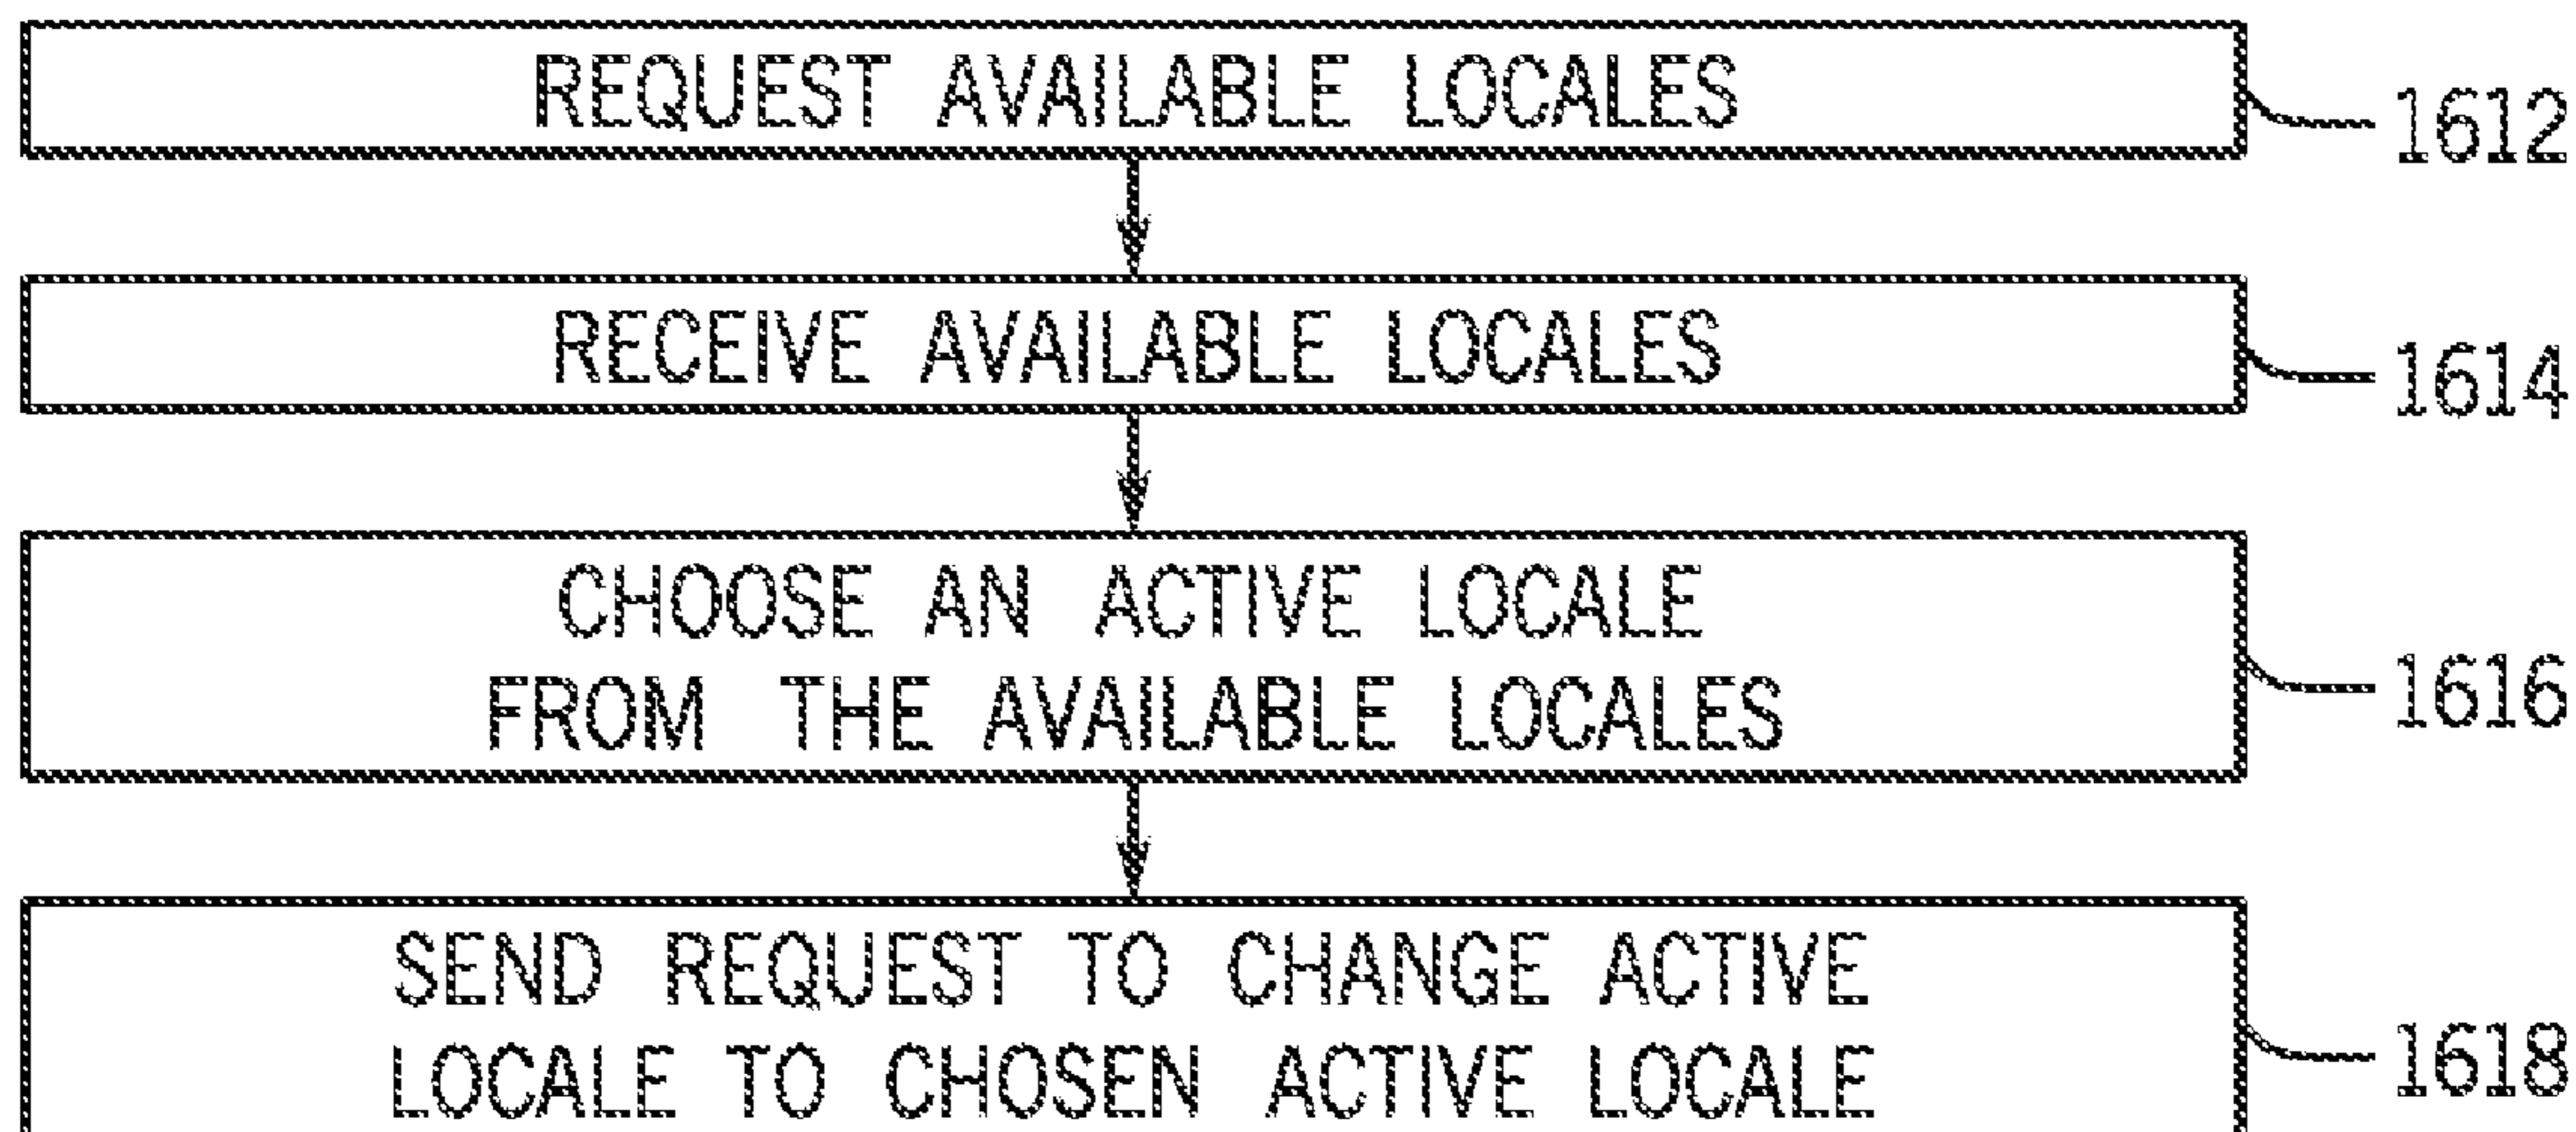 REQUEST AVAILABLE LOCALES
1612
RECEIVE AVAILABLE LOCALES
1614
CHOOSE AN ACTIVE LOCALE
FROM THE AVAILABLE LOCALES
1616
SEND REQUEST TO CHANGE ACTIVE
LOCALE TO CHOSEN ACTIVE LOCALE
1618